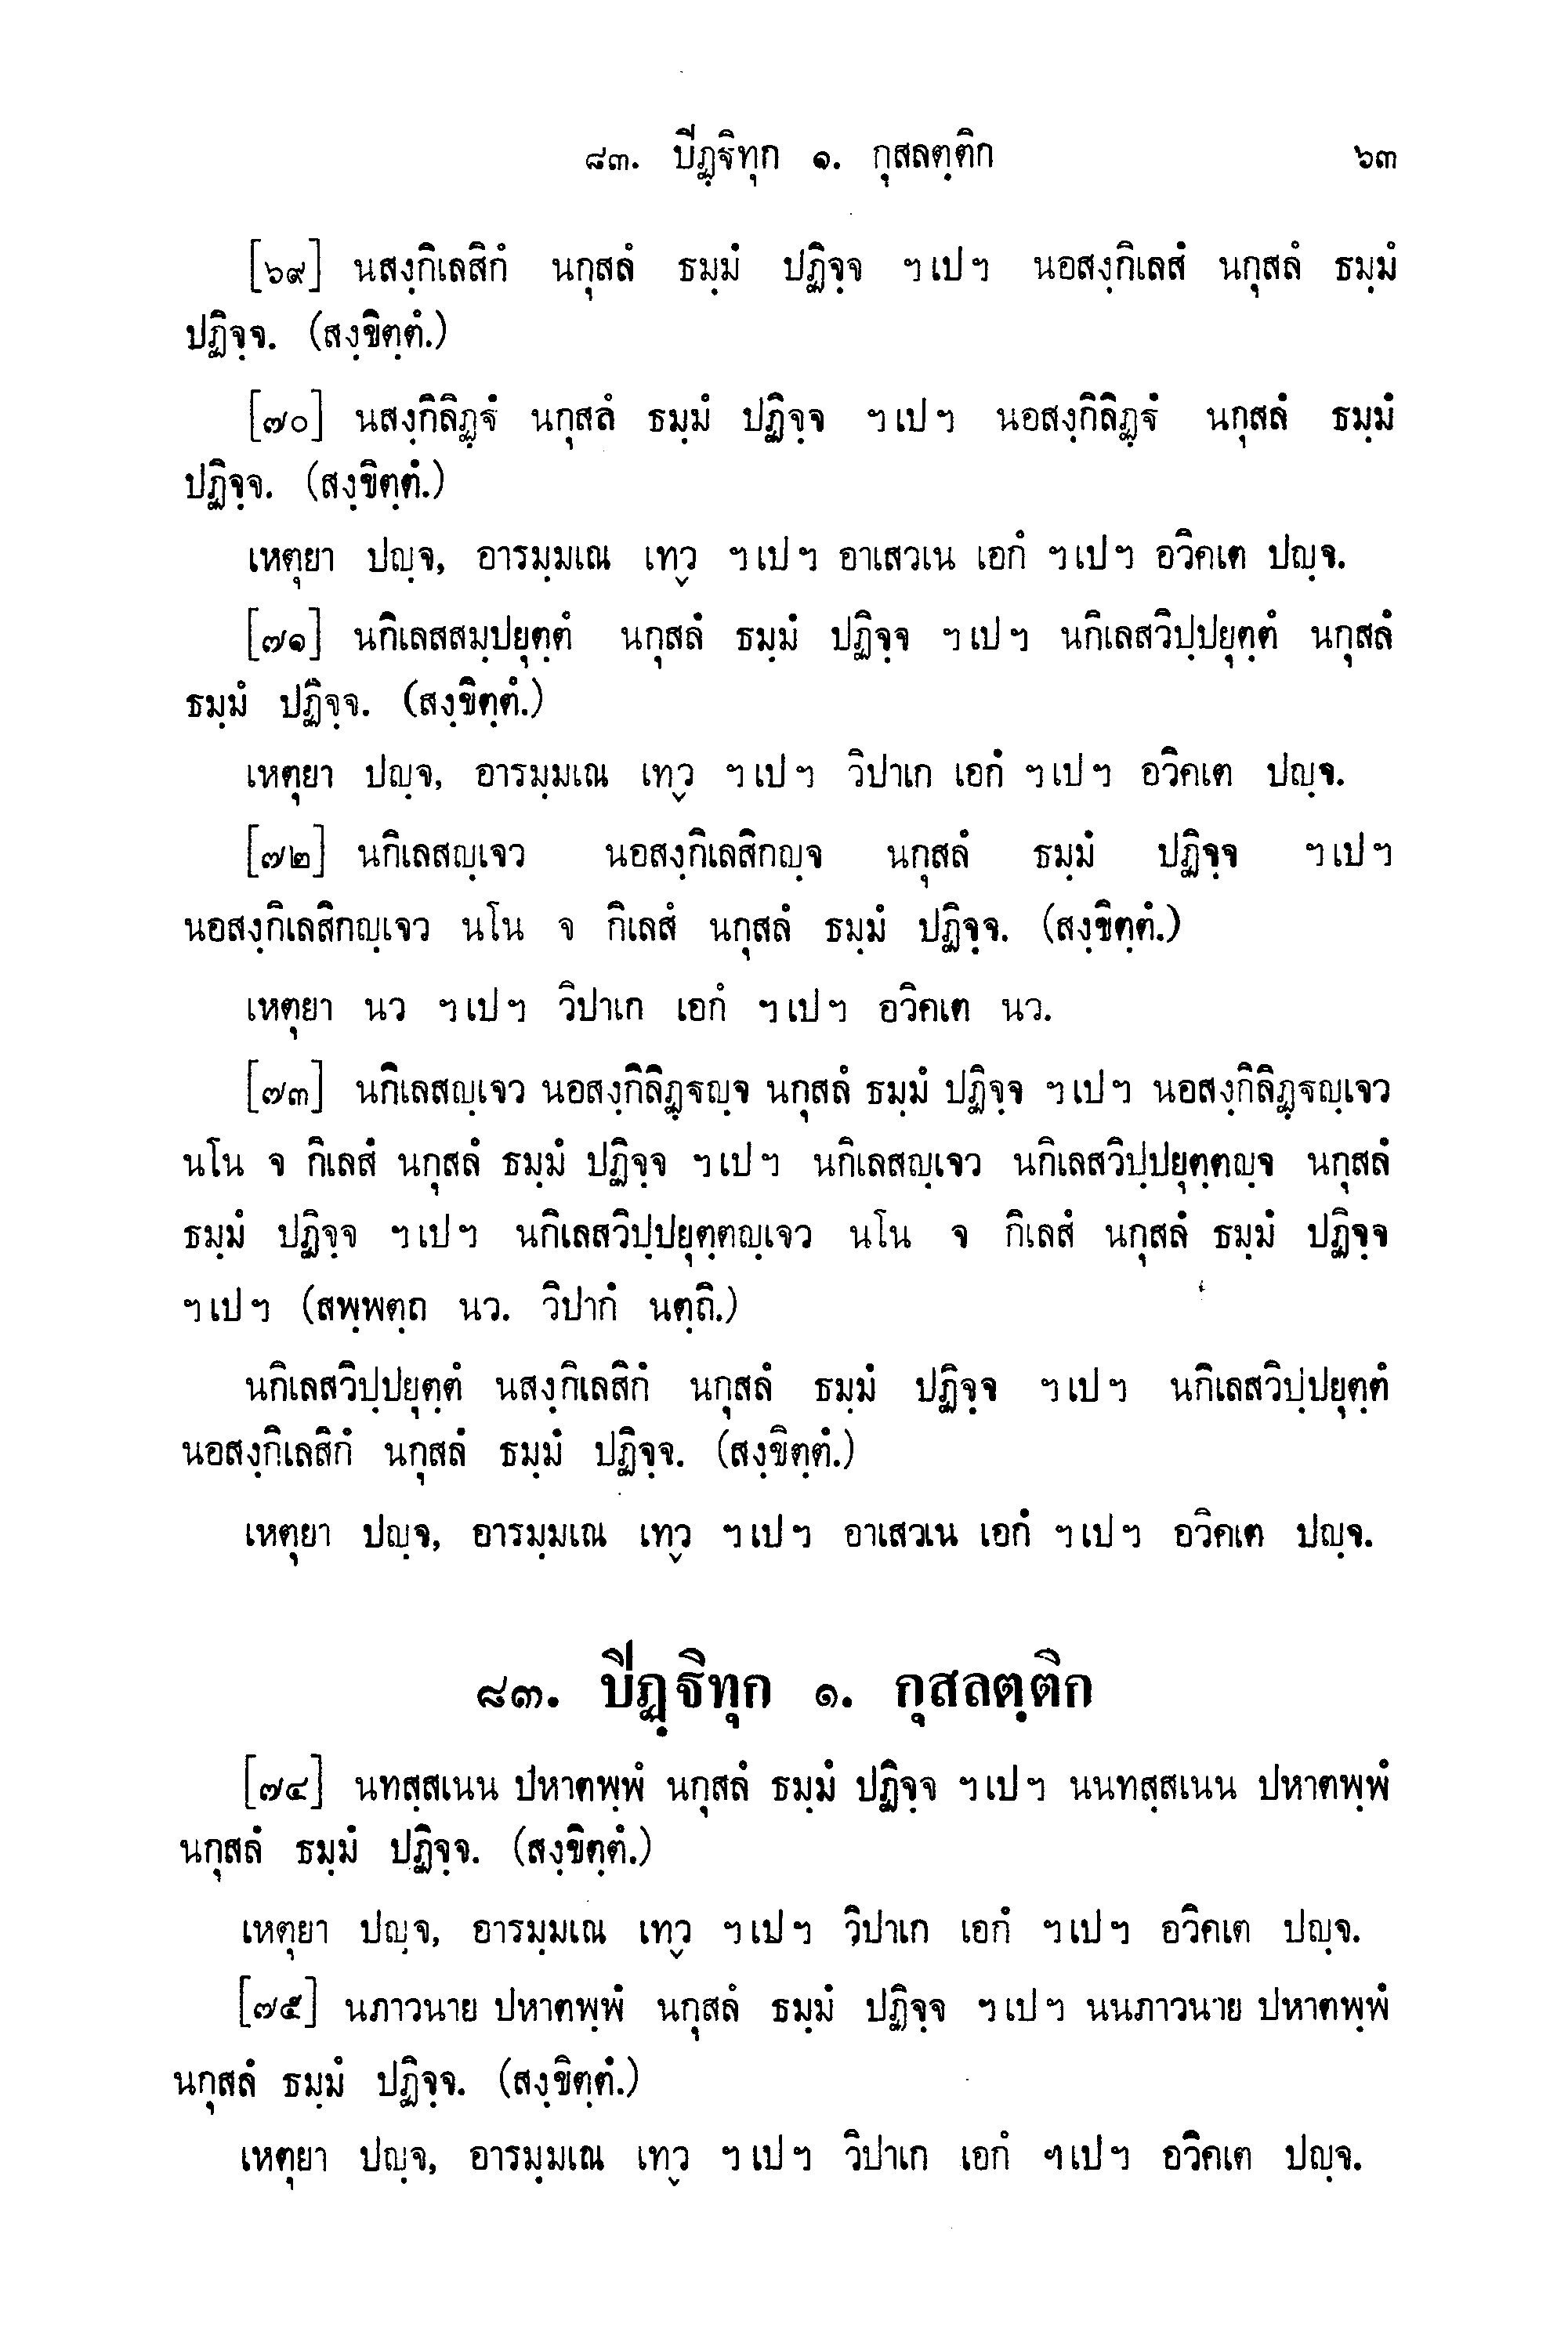 ๘๓. ปีฏฺฐิทุก ๑. กุสลตฺติก ๖๓
[๖๙] นสงฺกิเลสิกํ นกุสลํ ธมฺมํ ปฏิจฺจ ฯเปฯ นอสงฺกิเลสํ นกุสลํ ธมฺมํ
ปฏิจฺจ. (สงฺขิตฺตํ.)
[๗๐] นสงฺกิลิฏฺฐํ นกุสลํ ธมฺมํ ปฏิจฺจ ฯเปฯ นอสงฺกิลิฏฺฐํ นกุสลํ ธมฺมํ
ปฏิจฺจ. (สงฺขิตฺตํ.)
เหตุยา ปญฺจ, อารมฺมเณ เทฺว ฯเปฯ อาเสวเน เอกํ ฯเปฯ อวิคเต ปญฺจ.
[๗๑] นกิเลสสมฺปยุตฺตํ นกุสลํ ธมฺมํ ปฏิจฺจ ฯเปฯ นกิเลสวิปฺปยุตฺตํ นกุสลํ
ธมฺมํ ปฏิจฺจ. (สงฺขิตฺตํ.)
เหตุยา ปญฺจ, อารมฺมเณ เทฺว ฯเปฯ วิปาเก เอกํ ฯเปฯ อวิคเต ปญฺจ.
[๗๒] นกิเลสญฺเจว นอสงฺกิเลสิกญฺจ นกุสลํ ธมฺมํ ปฏิจฺจ ฯเปฯ
นอสงฺกิเลสิกญฺเจว นโน จ กิเลสํ นกุสลํ ธมฺมํ ปฏิจฺจ. (สงฺขิตฺตํ.)
เหตุยา นว ฯเปฯ วิปาเก เอกํ ฯเปฯ อวิคเต นว.
[๗๓] นกิเลสญฺเจว นอสงฺกิลิฏฺฐญฺจ นกุสลํ ธมฺมํ ปฏิจฺจ ฯเปฯ นอสงฺกิลิฏฺฐญฺเจว
นโน จ กิเลสํ นกุสลํ ธมฺมํ ปฏิจฺจ ฯเปฯ นกิเลสญฺเจว นกิเลสวิปฺปยุตฺตญฺจ นกุสลํ
ธมฺมํ ปฏิจฺจ ฯเปฯ นกิเลสวิปฺปยุตฺตญฺเจว นโน จ กิเลสํ นกุสลํ ธมฺมํ ปฏิจฺจ
ฯเปฯ (สพฺพตฺถ นว. วิปากํ นตฺถิ.)
นกิเลสวิปฺปยุตฺตํ นสงฺกิเลสิกํ นกุสลํ ธมฺมํ ปฏิจฺจ ฯเปฯ นกิเลสวิปฺปยุตฺตํ
นอสงฺกิเลสิกํ นกุสลํ ธมฺมํ ปฏิจฺจ. (สงฺขิตฺตํ.)
เหตุยา ปญฺจ, อารมฺมเณ เทฺว ฯเปฯ อาเสวเน เอกํ ฯเปฯ อวิคเต ปญฺจ.
๘๓. ปีฏฺฐิทุก ๑. กุสลตฺติก
[๗๔] นทสฺสเนน ปหาตพฺพํ นกุสลํ ธมฺมํ ปฏิจฺจ ฯเปฯ นนทสฺสเนน ปหาตพฺพํ
นกุสลํ ธมฺมํ ปฏิจฺจ. (สงฺขิตฺตํ.)
เหตุยา ปญฺจ, อารมฺมเณ เทฺว ฯเปฯ วิปาเก เอกํ ฯเปฯ อวิคเต ปญฺจ.
[๗๕] นภาวนาย ปหาตพฺพํ นกุสลํ ธมฺมํ ปฏิจฺจ ฯเปฯ นนภาวนาย ปหาตพฺพํ
นกุสลํ ธมฺมํ ปฏิจฺจ. (สงฺขิตฺตํ.)
เหตุยา ปญฺจ, อารมฺมเณ เทฺว ฯเปฯ วิปาเก เอกํ ฯเปฯ อวิคเต ปญฺจ.